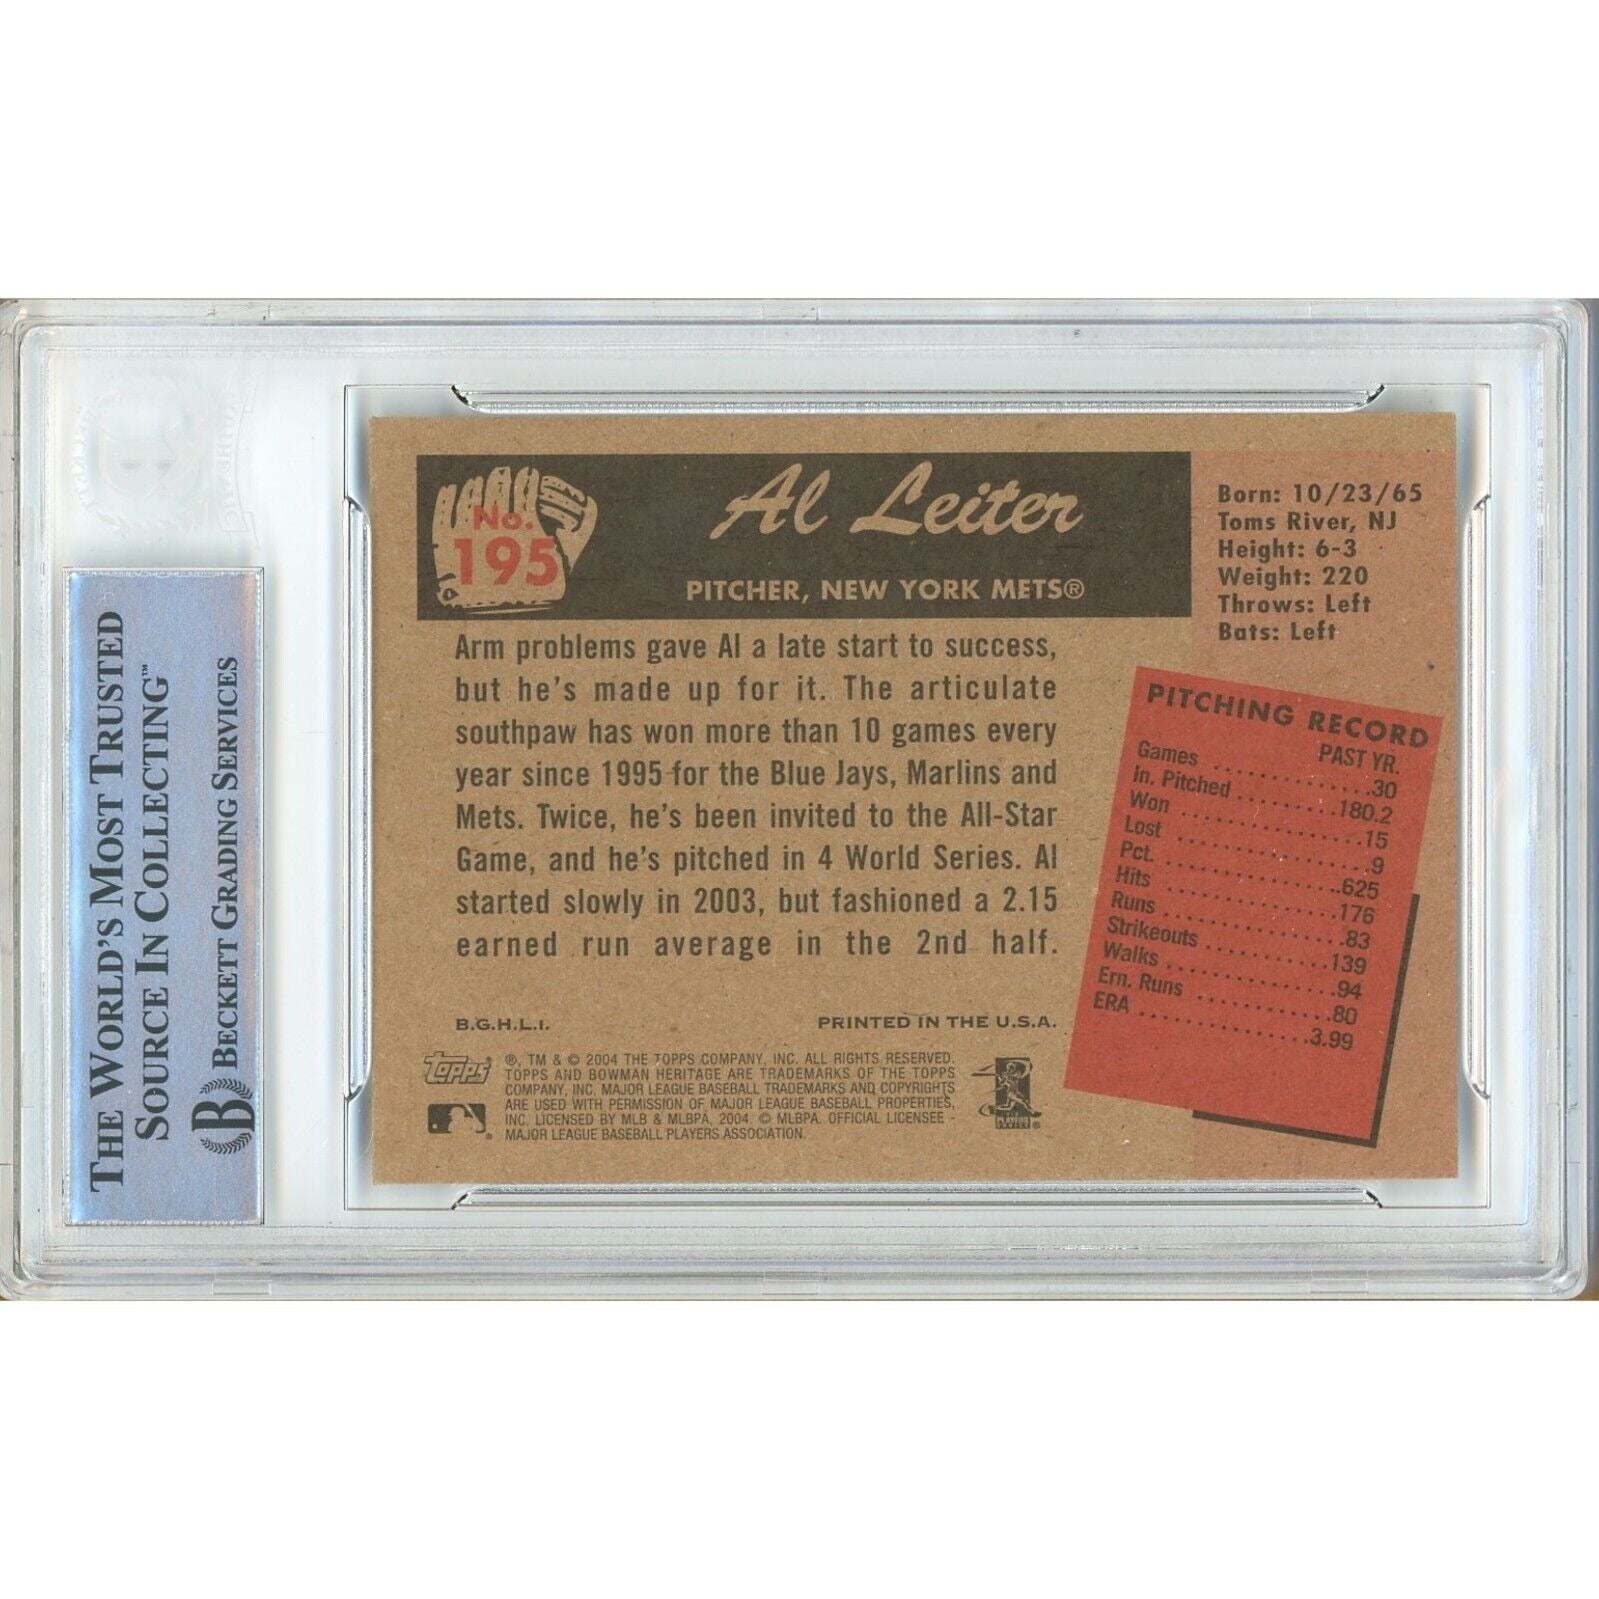 THE WORLD'S MOST TRUSTED
SOURCE IN COLLECTING™
BECKETT GRADING SERVICES
No.
195
Al Leiter
PITCHER, NEW YORK METS®
Born: 10/23/65
Toms River, NJ
Height: 6-3
Weight: 220
Throws: Left
Bats: Left
Arm problems gave Al a late start to success,
but he's made up for it. The articulate
southpaw has won more than 10 games every
year since 1995 for the Blue Jays, Marlins and
Mets. Twice, he's been invited to the All-Star
Game, and he's pitched in 4 World Series. Al
started slowly in 2003, but fashioned a 2.15
earned run average in the 2nd half.
PITCHING RECORD
PAST YR.
Games ..........30
In. Pitched ..........180.2
Won ..........15
Lost ..........9
Pct. ...........625
Hits ..........176
Runs ..........83
Strikeouts ..........139
Walks ..........94
Ern. Runs ..........80
ERA ..........3.99
B.G.H.L.I. PRINTED IN THE U.S.A.
topps
®, TM & © 2004 THE TOPPS COMPANY, INC. ALL RIGHTS RESERVED.
TOPPS AND BOWMAN HERITAGE ARE TRADEMARKS OF THE TOPPS
COMPANY, INC. MAJOR LEAGUE BASEBALL TRADEMARKS AND COPYRIGHTS
ARE USED WITH PERMISSION OF MAJOR LEAGUE BASEBALL PROPERTIES,
INC. LICENSED BY MLB & MLBPA, 2004. © MLBPA. OFFICIAL LICENSEE -
MAJOR LEAGUE BASEBALL PLAYERS ASSOCIATION.